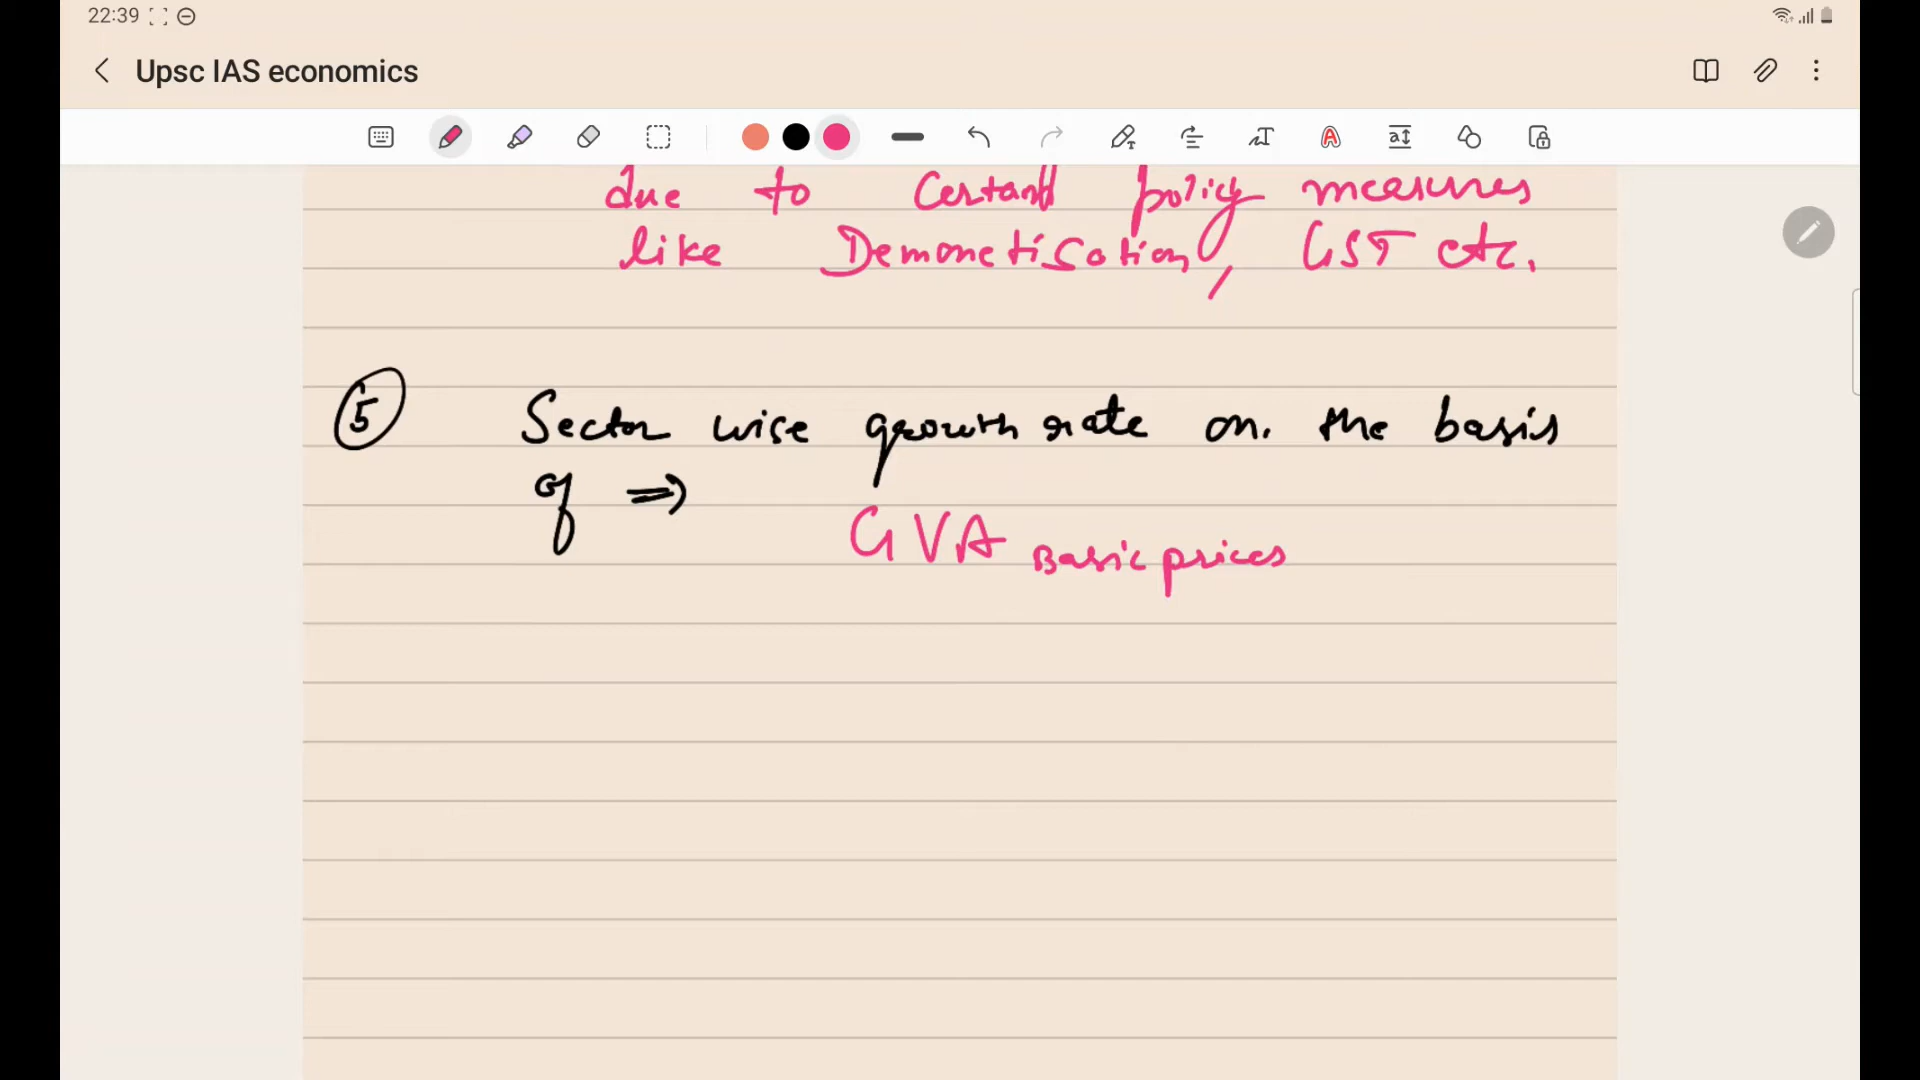 22:39
Upsc IAS economics
due to Certain policy measures
like Demonetisation, GST etc.
5 Sector wise growth rate on. the basis
of ⇒
GVA Basic prices